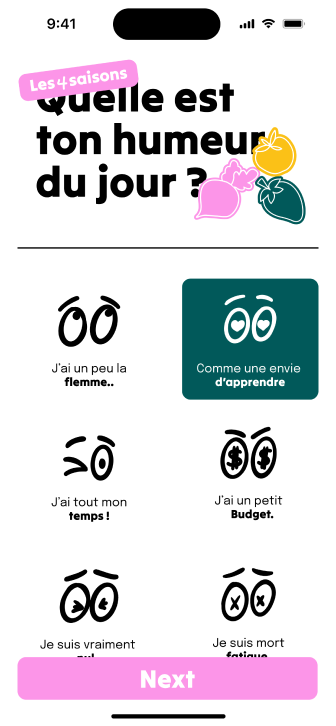 9:41
Les 4 saisons
Quelle est
ton humeur
du jour ?
J'ai un peu la
flemme..
Comme une envie
d'apprendre
J'ai tout mon
temps !
J'ai un petit
Budget.
Je suis vraiment
Je suis mort
fatigue
Next